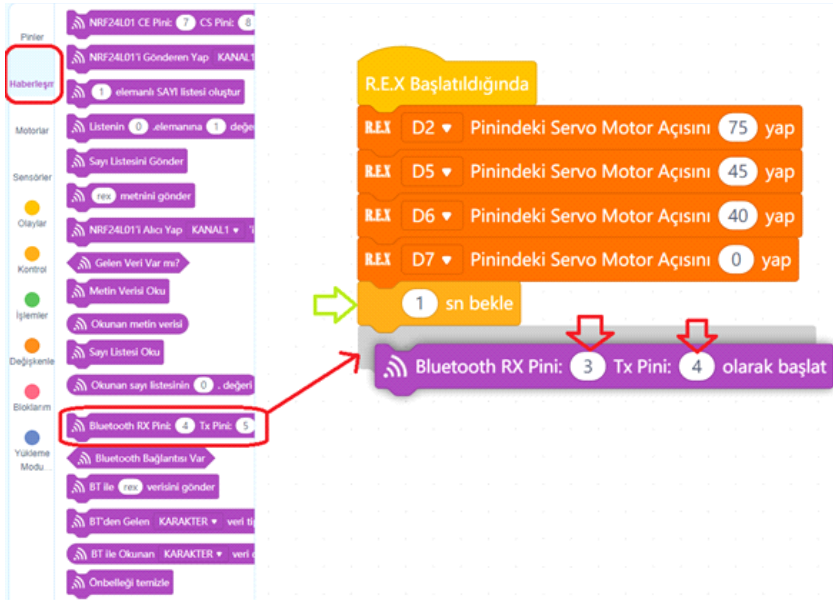 Pinler
Haberleşm
Motorlar
Sensörler
Olaylar
Kontrol
İşlemler
Değişkenle
Bloklarım
Yükleme
Modu...
NRF24L01 CE Pini: 7 CS Pini: 8
NRF24L01'i Gönderen Yap KANAL1
1 elemanlı SAYI listesi oluştur
Listenin 0 .elemanına 1 değe
Sayı Listesini Gönder
rex metnini gönder
NRF24L01'i Alıcı Yap KANAL1 ▾ 'i
Gelen Veri Var mı?
Metin Verisi Oku
Okunan metin verisi
Sayı Listesi Oku
Okunan sayı listesinin 0 . değeri
Bluetooth RX Pini: 4 Tx Pini: 5
Bluetooth Bağlantısı Var
BT ile rex verisini gönder
BT'den Gelen KARAKTER ▾ veri ti
BT ile Okunan KARAKTER ▾ veri
Önbelleği temizle
R.E.X Başlatıldığında
R.E.X D2 ▾ Pinindeki Servo Motor Açısını 75 yap
R.E.X D5 ▾ Pinindeki Servo Motor Açısını 45 yap
R.E.X D6 ▾ Pinindeki Servo Motor Açısını 40 yap
R.E.X D7 ▾ Pinindeki Servo Motor Açısını 0 yap
1 sn bekle
Bluetooth RX Pini: 3 Tx Pini: 4 olarak başlat